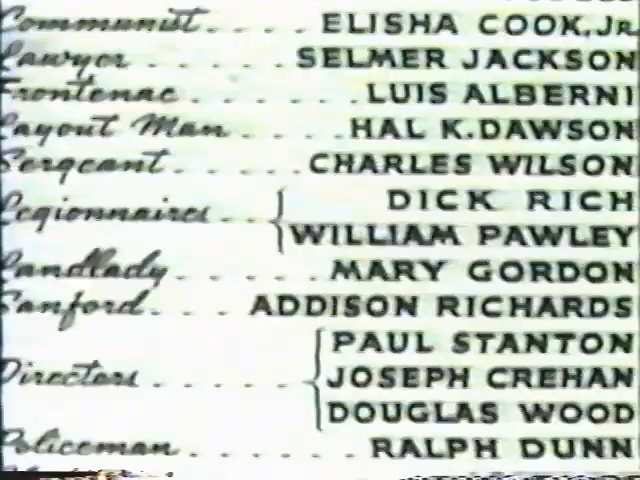 Communist. . . . . ELISHA COOK, Jr.
Lawyer . . . . . . SELMER JACKSON
Frontenac . . . . . . LUIS ALBERNI
Layout Man . . . . HAL K. DAWSON
Sergeant . . . . . CHARLES WILSON
Legionnaires . . { DICK RICH
WILLIAM PAWLEY
Landlady . . . . . MARY GORDON
Sanford . . . ADDISON RICHARDS
PAUL STANTON
Directors . . . . . { JOSEPH CREHAN
DOUGLAS WOOD
Policeman . . . . . . RALPH DUNN